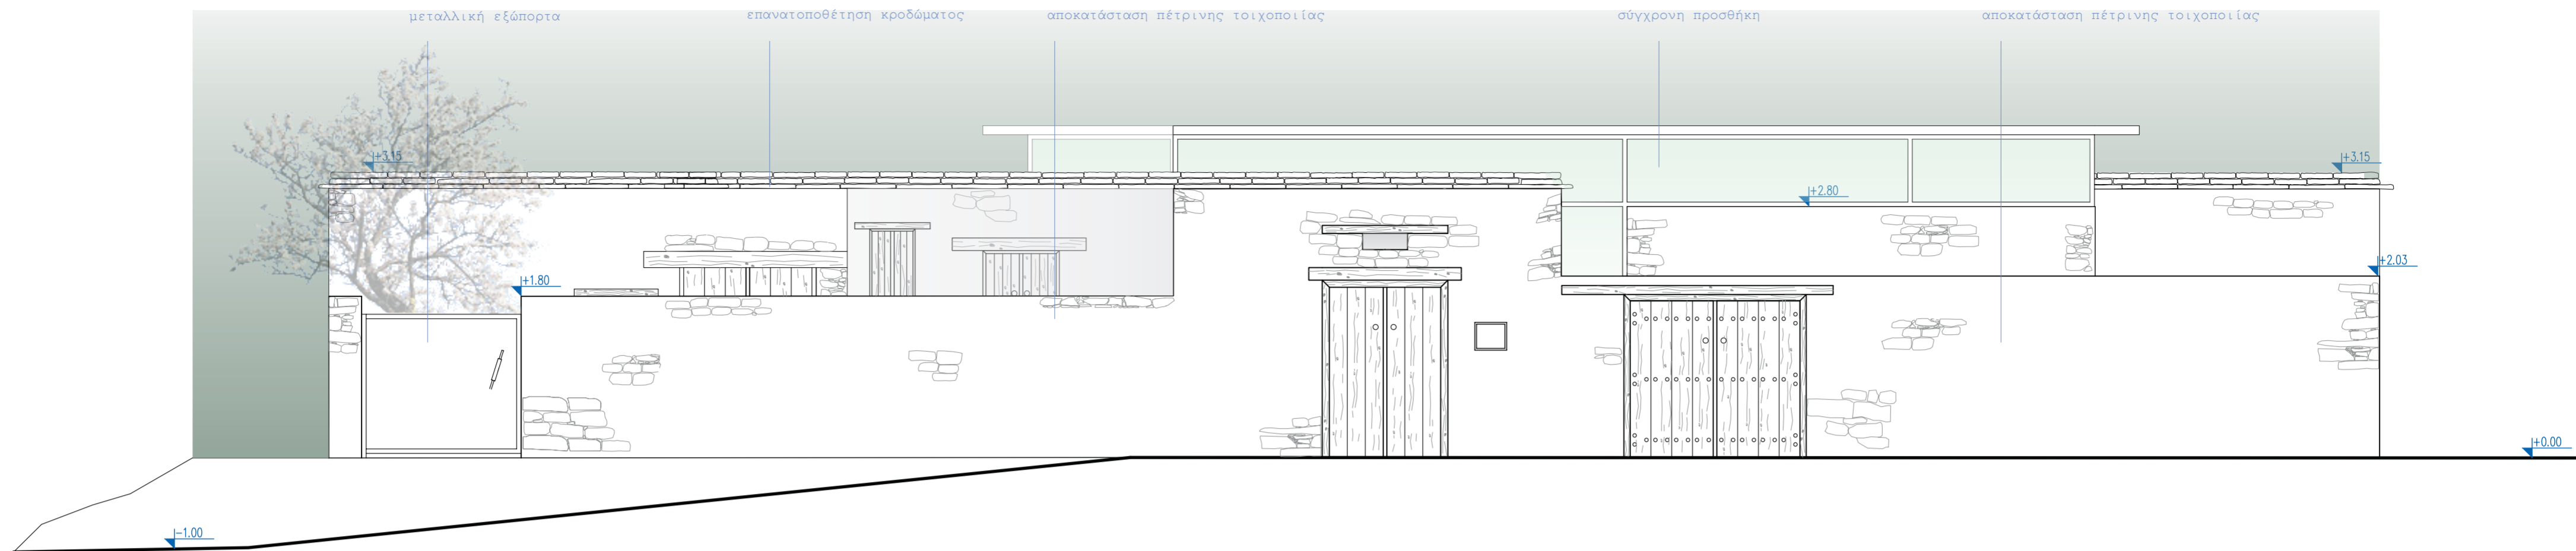 μεταλλική εξώπορτα
επανατοποθέτηση κροδώματος
αποκατάσταση πέτρινης τοιχοποιίας
σύγχρονη προσθήκη
αποκατάσταση πέτρινης τοιχοποιίας
+3.15
+3.15
+2.80
+2.03
+1.80
+0.00
-1.00